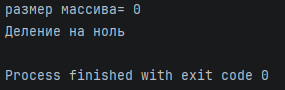 размер массива= 0
Деление на ноль
Process finished with exit code 0